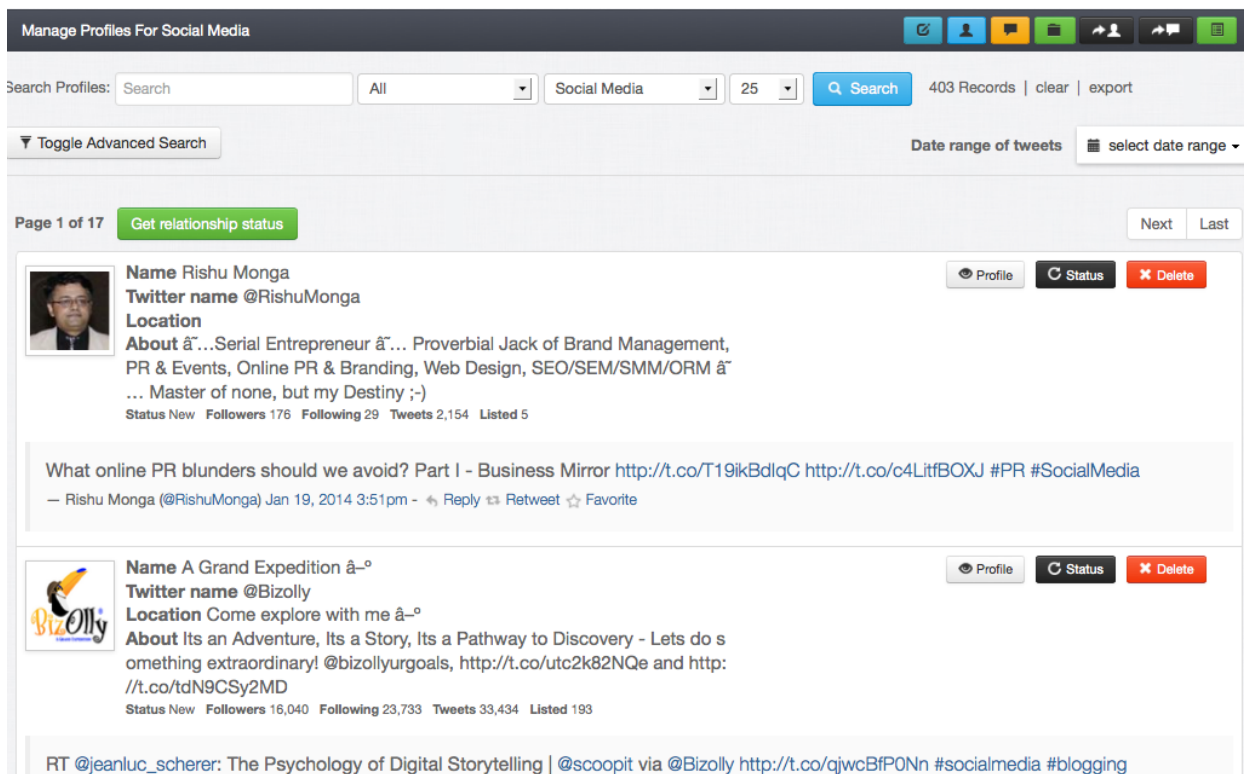 Manage Profiles For Social Media
Search Profiles: Search All Social Media 25 Search 403 Records | clear | export
Toggle Advanced Search Date range of tweets select date range
Page 1 of 17 Get relationship status Next Last
Name Rishu Monga Profile Status Delete
Twitter name @RishuMonga
Location
About â˜…Serial Entrepreneur â˜… Proverbial Jack of Brand Management,
PR & Events, Online PR & Branding, Web Design, SEO/SEM/SMM/ORM â˜
… Master of none, but my Destiny ;-)
Status New Followers 176 Following 29 Tweets 2,154 Listed 5
What online PR blunders should we avoid? Part I - Business Mirror http://t.co/T19ikBdIqC http://t.co/c4LitfBOXJ #PR #SocialMedia
— Rishu Monga (@RishuMonga) Jan 19, 2014 3:51pm - Reply Retweet Favorite
Name A Grand Expedition â–º Profile Status Delete
Twitter name @Bizolly
Location Come explore with me â–º
About Its an Adventure, Its a Story, Its a Pathway to Discovery - Lets do s
omething extraordinary! @bizollyurgoals, http://t.co/utc2k82NQe and http:
//t.co/tdN9CSy2MD
BizOlly
Status New Followers 16,040 Following 23,733 Tweets 33,434 Listed 193
RT @jeanluc_scherer: The Psychology of Digital Storytelling | @scoopit via @Bizolly http://t.co/qjwcBfP0Nn #socialmedia #blogging